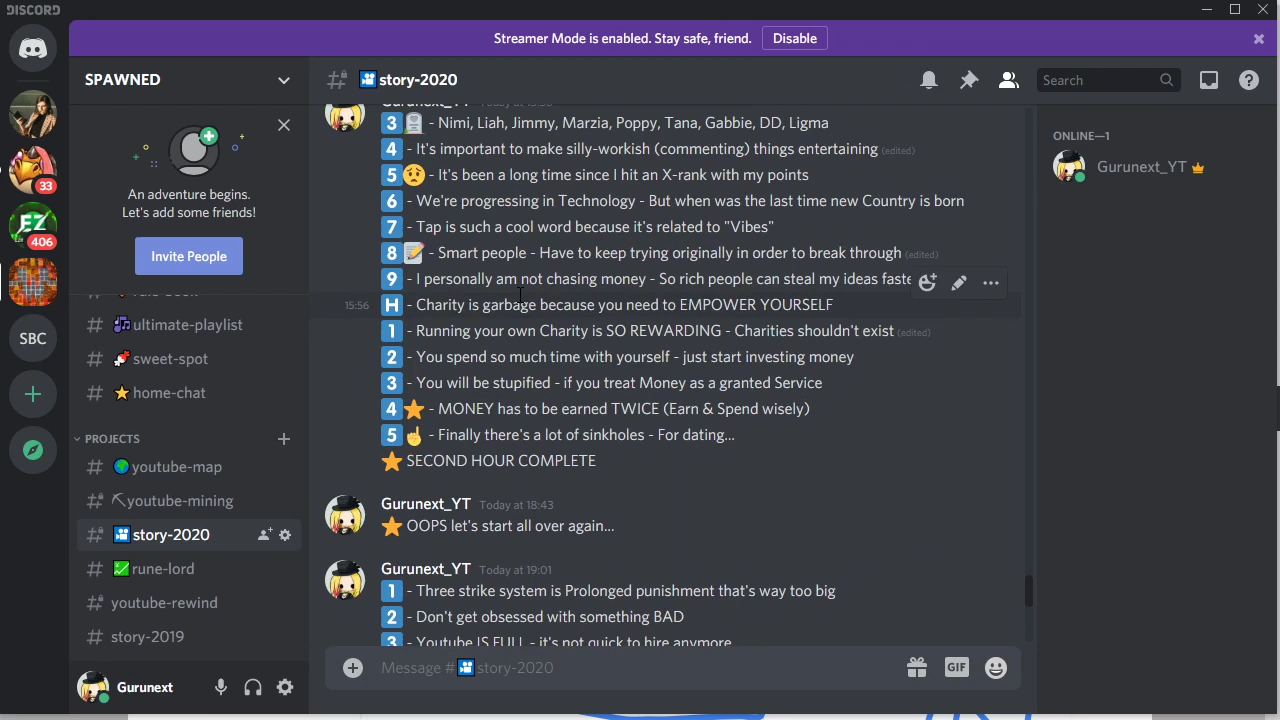 DISCORD
Streamer Mode is enabled. Stay safe, friend. Disable
SPAWNED
story-2020
Search
33
406
SBC
An adventure begins.
Let's add some friends!
Invite People
ultimate-playlist
sweet-spot
home-chat
PROJECTS
youtube-map
youtube-mining
story-2020
rune-lord
youtube-rewind
story-2019
Gurunext
Gurunext_YT Today at
3 - Nimi, Liah, Jimmy, Marzia, Poppy, Tana, Gabbie, DD, Ligma
4 - It's important to make silly-workish (commenting) things entertaining (edited)
5 - It's been a long time since I hit an X-rank with my points
6 - We're progressing in Technology - But when was the last time new Country is born
7 - Tap is such a cool word because it's related to "Vibes"
8 - Smart people - Have to keep trying originally in order to break through (edited)
9 - I personally am not chasing money - So rich people can steal my ideas faste
15:56 H - Charity is garbage because you need to EMPOWER YOURSELF
1 - Running your own Charity is SO REWARDING - Charities shouldn't exist (edited)
2 - You spend so much time with yourself - just start investing money
3 - You will be stupified - if you treat Money as a granted Service
4 - MONEY has to be earned TWICE (Earn & Spend wisely)
5 - Finally there's a lot of sinkholes - For dating...
SECOND HOUR COMPLETE
Gurunext_YT Today at 18:43
OOPS let's start all over again...
Gurunext_YT Today at 19:01
1 - Three strike system is Prolonged punishment that's way too big
2 - Don't get obsessed with something BAD
3 - Youtube IS FULL - it's not quick to hire anymore
Message # story-2020
GIF
ONLINE—1
Gurunext_YT